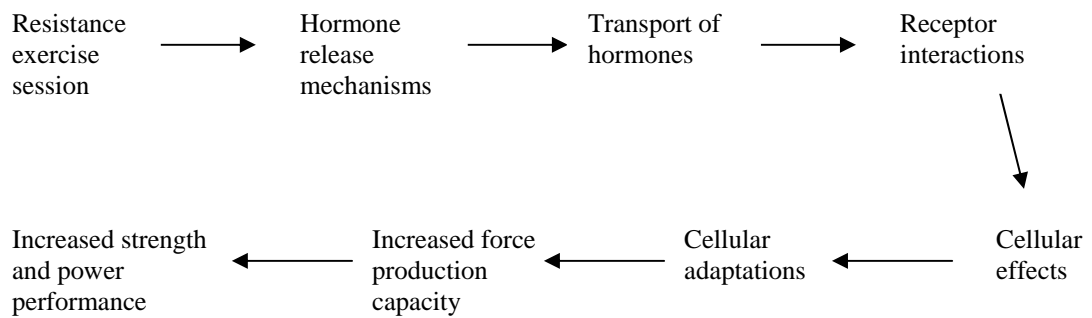 Resistance
exercise
session
Hormone
release
mechanisms
Transport of
hormones
Receptor
interactions
Increased strength
and power
performance
Increased force
production
capacity
Cellular
adaptations
Cellular
effects